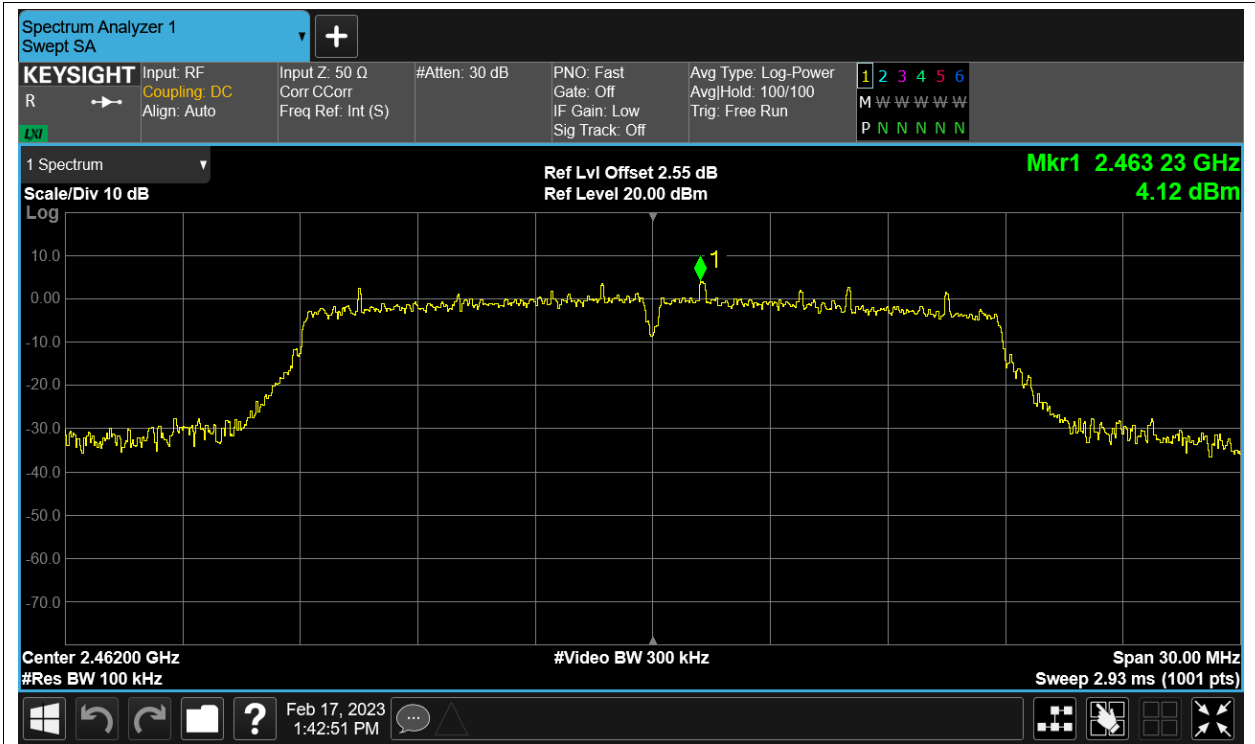 Spectrum Analyzer 1
Swept SA
+
KEYSIGHT
R
LXI
Input: RF
Coupling: DC
Align: Auto
Input Z: 50 Ω
Corr CCorr
Freq Ref: Int (S)
#Atten: 30 dB
PNO: Fast
Gate: Off
IF Gain: Low
Sig Track: Off
Avg Type: Log-Power
Avg|Hold: 100/100
Trig: Free Run
1 2 3 4 5 6
M W W W W W
P N N N N N
1 Spectrum
Scale/Div 10 dB
Ref Lvl Offset 2.55 dB
Ref Level 20.00 dBm
Mkr1 2.463 23 GHz
4.12 dBm
Log
10.0
0.00
-10.0
-20.0
-30.0
-40.0
-50.0
-60.0
-70.0
1
Center 2.46200 GHz
#Res BW 100 kHz
#Video BW 300 kHz
Span 30.00 MHz
Sweep 2.93 ms (1001 pts)
?
Feb 17, 2023
1:42:51 PM